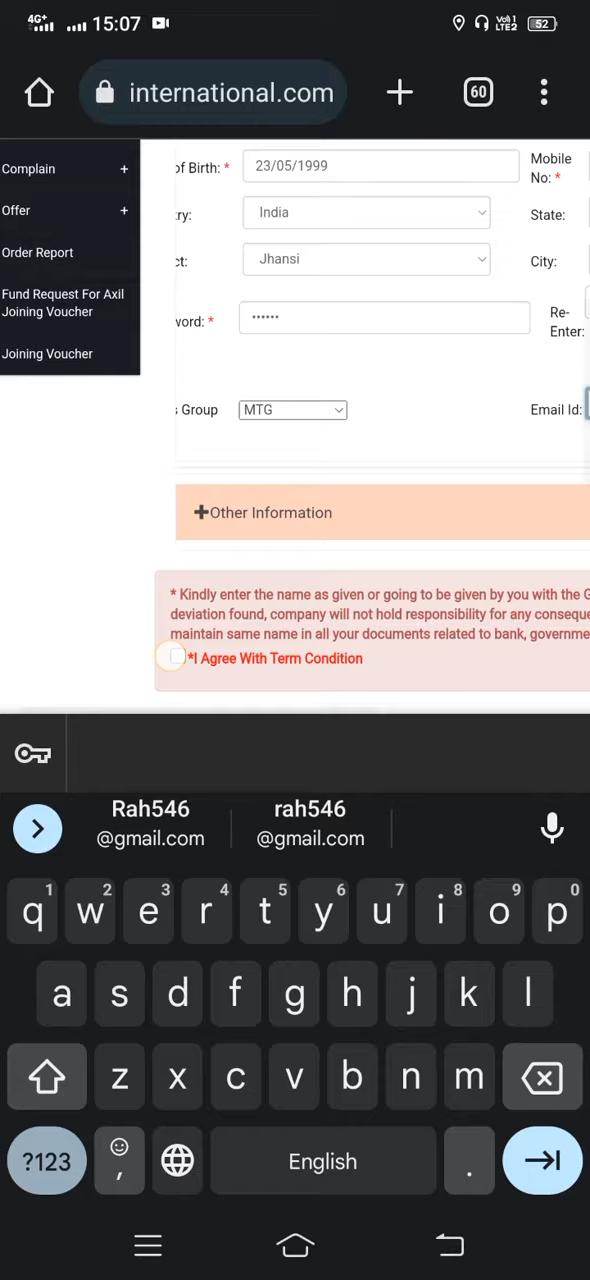 4G+ 15:07 Vo)) 1 LTE2 52
international.com 60
Complain +
Offer +
Order Report
Fund Request For Axil
Joining Voucher
Joining Voucher
of Birth: * 23/05/1999 Mobile
No: *
ry: India State:
ct: Jhansi City:
word: * •••••• Re-
Enter:
s Group MTG Email Id:
+Other Information
* Kindly enter the name as given or going to be given by you with the G
deviation found, company will not hold responsibility for any conseque
maintain same name in all your documents related to bank, governme
*I Agree With Term Condition
Rah546
@gmail.com
rah546
@gmail.com
1 2 3 4 5 6 7 8 9 0
q w e r t y u i o p
a s d f g h j k l
z x c v b n m
?123 , English .